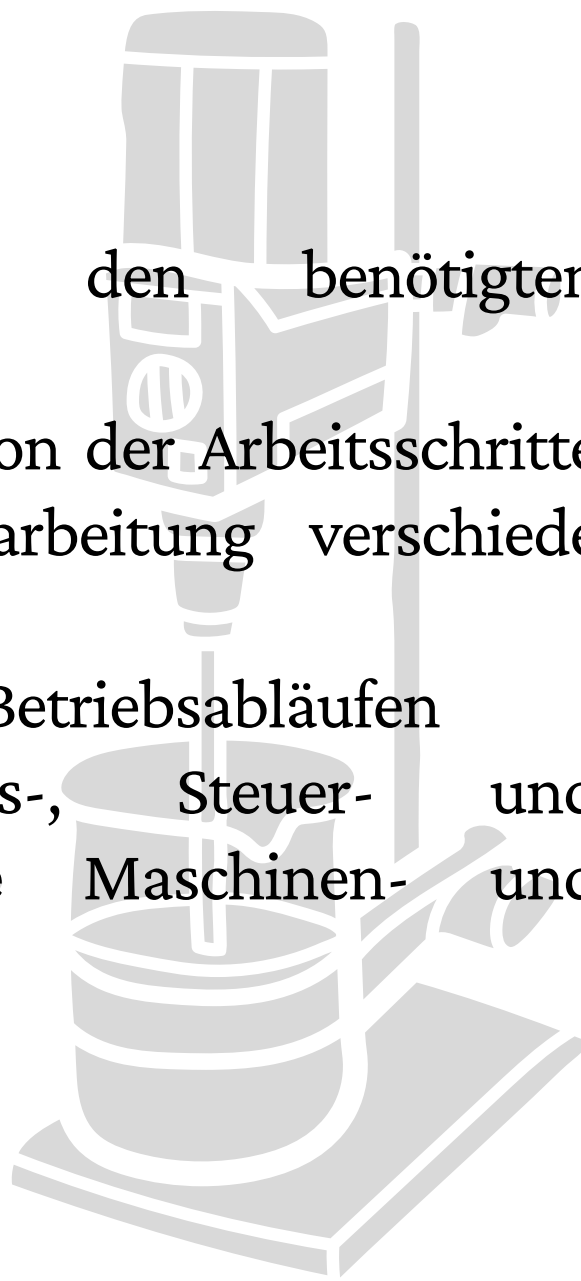 den benötigten
on der Arbeitsschritte
arbeitung verschiede
Betriebsabläufen
s-, Steuer- und
e Maschinen- und